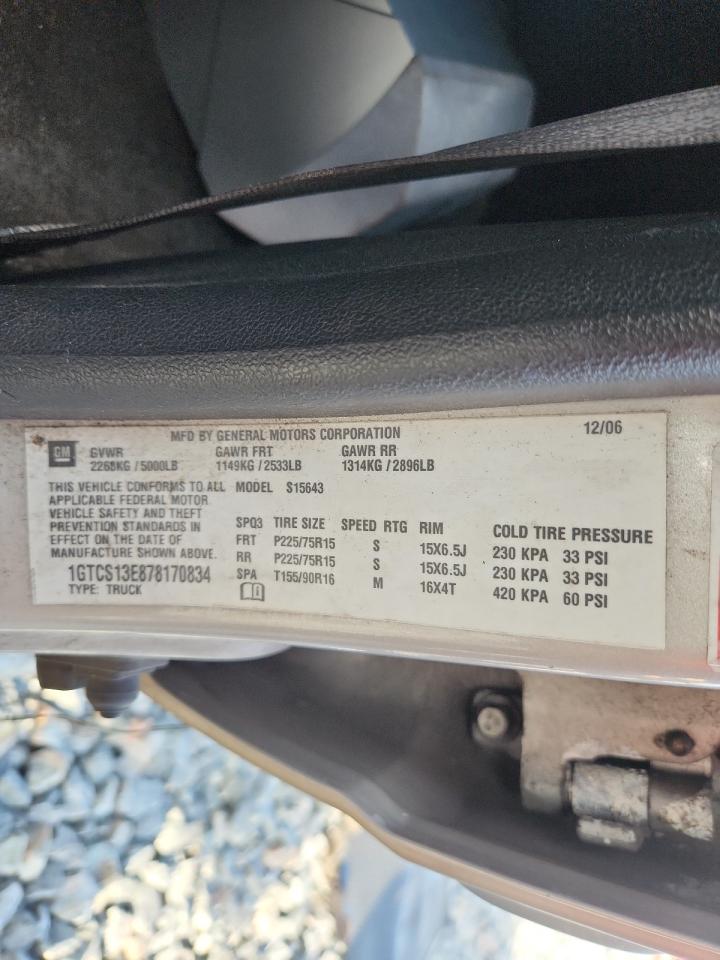 MFD BY GENERAL MOTORS CORPORATION 12/06
GM
GVWR GAWR FRT GAWR RR
2268KG / 5000LB 1149KG / 2533LB 1314KG / 2896LB
THIS VEHICLE CONFORMS TO ALL
APPLICABLE FEDERAL MOTOR
VEHICLE SAFETY AND THEFT
PREVENTION STANDARDS IN
EFFECT ON THE DATE OF
MANUFACTURE SHOWN ABOVE.
1GTCS13E878170834
TYPE: TRUCK
MODEL S15643
SPQ3 TIRE SIZE SPEED RTG RIM COLD TIRE PRESSURE
FRT P225/75R15 S 15X6.5J 230 KPA 33 PSI
RR P225/75R15 S 15X6.5J 230 KPA 33 PSI
SPA T155/90R16 M 16X4T 420 KPA 60 PSI